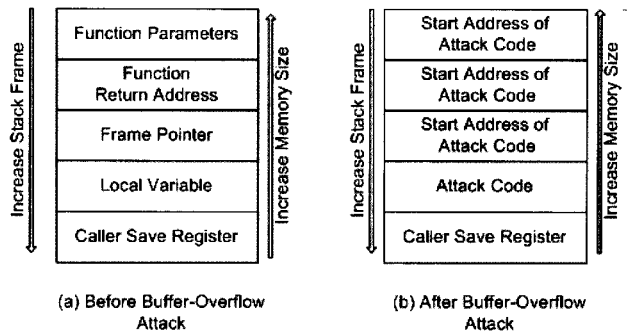 Increase Stack Frame
Function Parameters
Function
Return Address
Frame Pointer
Local Variable
Caller Save Register
Increase Memory Size
(a) Before Buffer-Overflow
Attack
Increase Stack Frame
Start Address of
Attack Code
Start Address of
Attack Code
Start Address of
Attack Code
Attack Code
Caller Save Register
Increase Memory Size
(b) After Buffer-Overflow
Attack